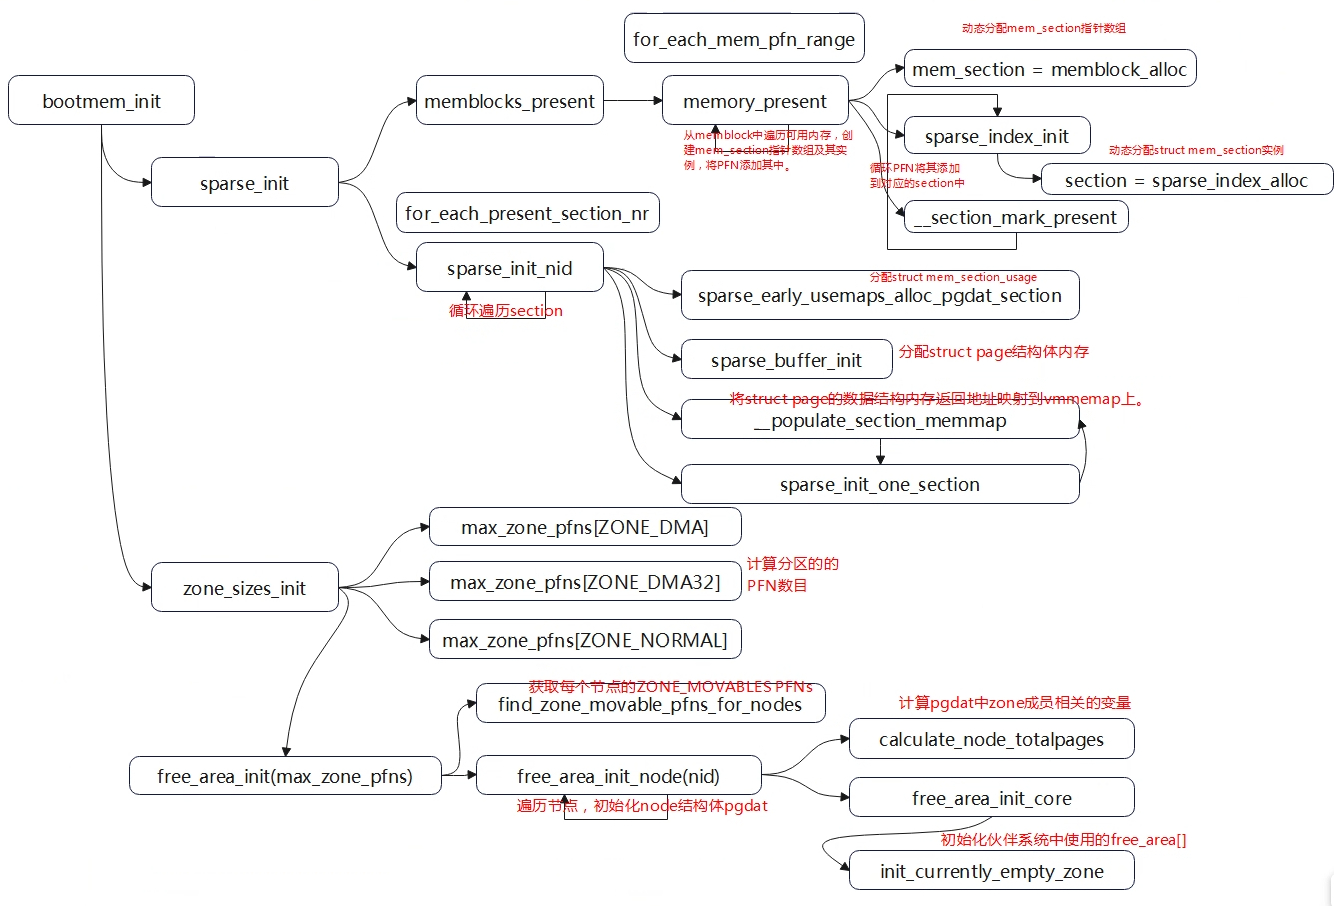 for_each_mem_pfn_range
动态分配mem_section指针数组
mem_section = memblock_alloc
bootmem_init
memblocks_present
memory_present
sparse_index_init
从memblock中遍历可用内存，创
建mem_section指针数组及其实
例，将PFN添加其中。
动态分配struct mem_section实例
循环PFN将其添加
到对应的section中
section = sparse_index_alloc
sparse_init
for_each_present_section_nr
__section_mark_present
sparse_init_nid
分配struct mem_section_usage
sparse_early_usemaps_alloc_pgdat_section
循环遍历section
sparse_buffer_init
分配struct page结构体内存
将struct page的数据结构内存返回地址映射到vmmemap上。
__populate_section_memmap
sparse_init_one_section
max_zone_pfns[ZONE_DMA]
zone_sizes_init
max_zone_pfns[ZONE_DMA32]
计算分区的的
PFN数目
max_zone_pfns[ZONE_NORMAL]
获取每个节点的ZONE_MOVABLES PFNs
find_zone_movable_pfns_for_nodes
计算pgdat中zone成员相关的变量
calculate_node_totalpages
free_area_init(max_zone_pfns)
free_area_init_node(nid)
遍历节点，初始化node结构体pgdat
free_area_init_core
初始化伙伴系统中使用的free_area[]
init_currently_empty_zone